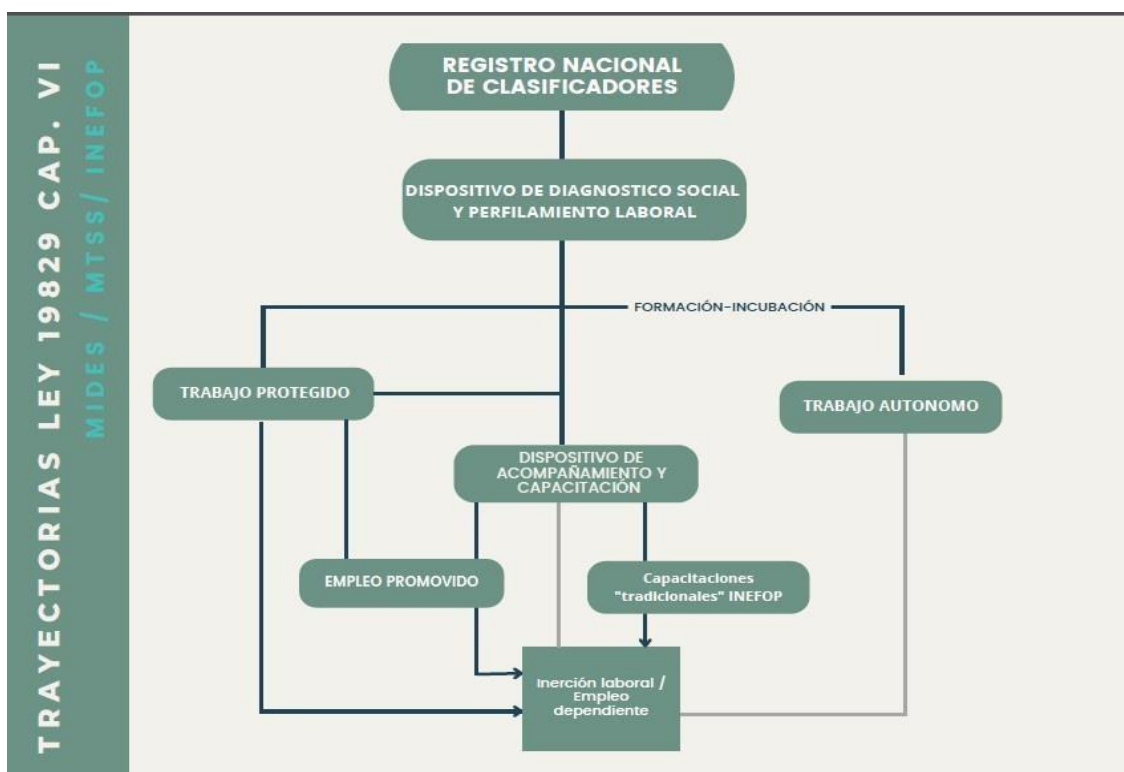 TRAYECTORIAS LEY 19829 CAP. VI
MIDES / MTSS/ INEFOP
REGISTRO NACIONAL
DE CLASIFICADORES
DISPOSITIVO DE DIAGNOSTICO SOCIAL
Y PERFILAMIENTO LABORAL
FORMACIÓN-INCUBACIÓN
TRABAJO PROTEGIDO
TRABAJO AUTONOMO
DISPOSITIVO DE
ACOMPAÑAMIENTO Y
CAPACITACIÓN
EMPLEO PROMOVIDO
Capacitaciones
"tradicionales" INEFOP
Inerción laboral /
Empleo
dependiente